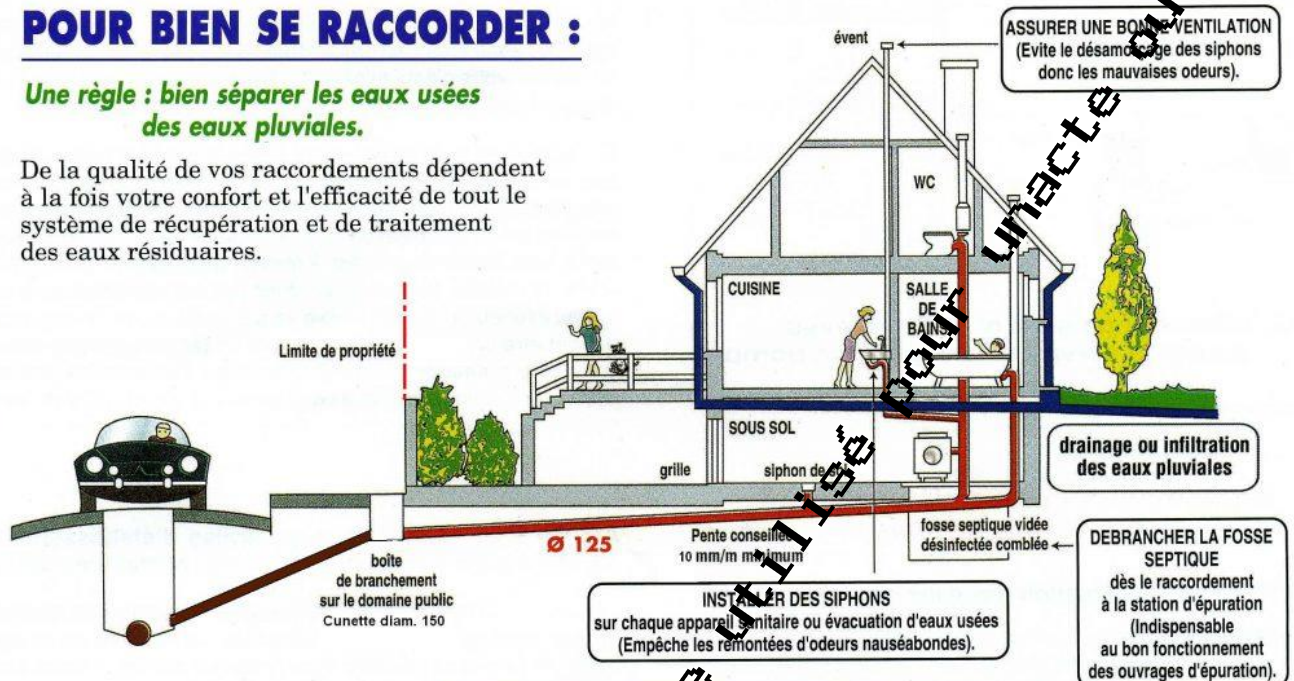 POUR BIEN SE RACCORDER :
Une règle : bien séparer les eaux usées
des eaux pluviales.
De la qualité de vos raccordements dépendent
à la fois votre confort et l'efficacité de tout le
système de récupération et de traitement
des eaux résiduaires.
évent
ASSURER UNE BONNE VENTILATION
(Evite le désamorçage des siphons
donc les mauvaises odeurs).
WC
CUISINE
SALLE
DE
BAINS
Limite de propriété
SOUS SOL
grille
siphon de sol
drainage ou infiltration
des eaux pluviales
Ø 125
Pente conseillée
10 mm/m minimum
fosse septique vidée
désinfectée comblée
boîte
de branchement
sur le domaine public
Cunette diam. 150
INSTALLER DES SIPHONS
sur chaque appareil sanitaire ou évacuation d'eaux usées
(Empêche les remontées d'odeurs nauséabondes).
DEBRANCHER LA FOSSE
SEPTIQUE
dès le raccordement
à la station d'épuration
(Indispensable
au bon fonctionnement
des ouvrages d'épuration).
utilisé pour unacte ou